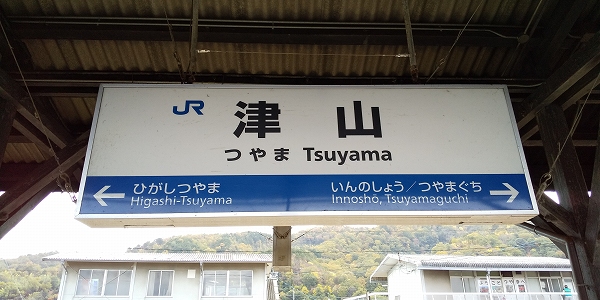 JR 津山
つやま Tsuyama
← ひがしつやま いんのしょう／つやまぐち →
Higashi-Tsuyama Innoshō, Tsuyamaguchi